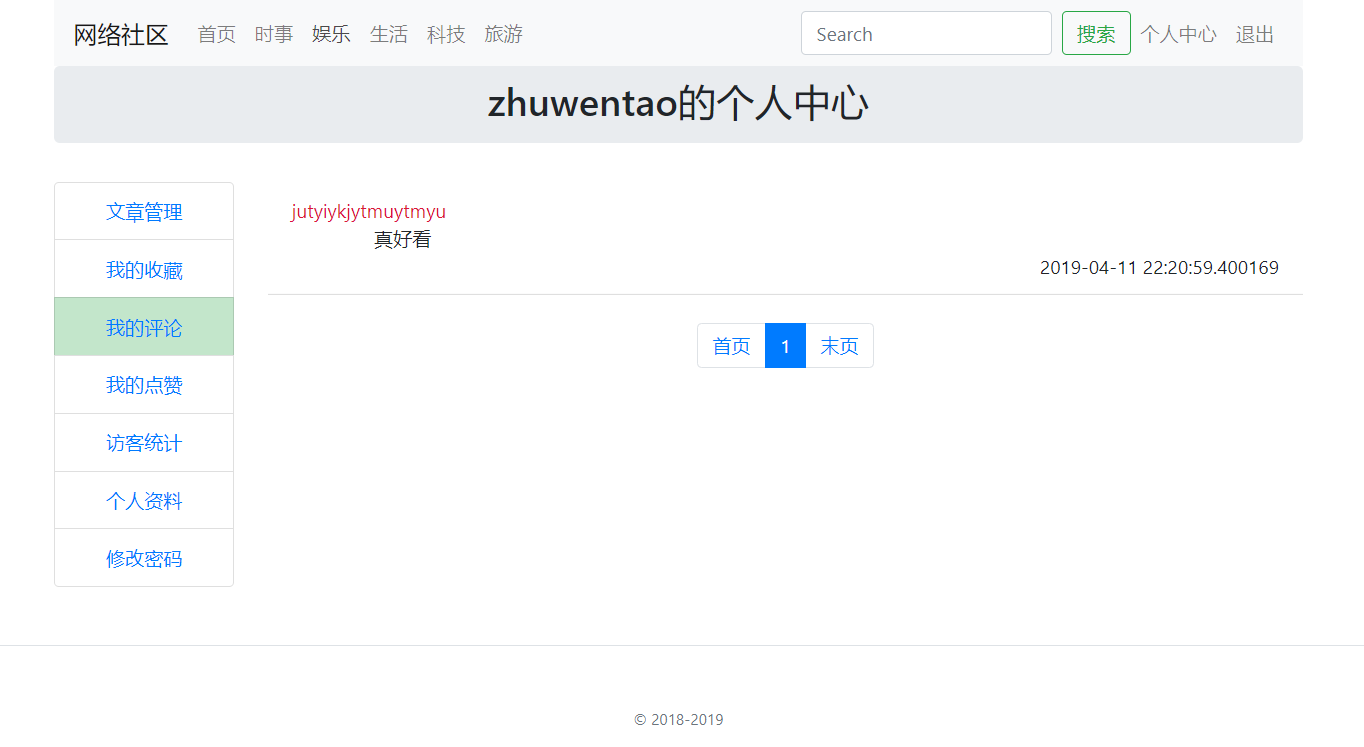 网络社区 首页 时事 娱乐 生活 科技 旅游 Search 搜索 个人中心 退出
zhuwentao的个人中心
文章管理
我的收藏
我的评论
我的点赞
访客统计
个人资料
修改密码
jutyiykjytmuytmyu
真好看
2019-04-11 22:20:59.400169
首页 1 末页
© 2018-2019